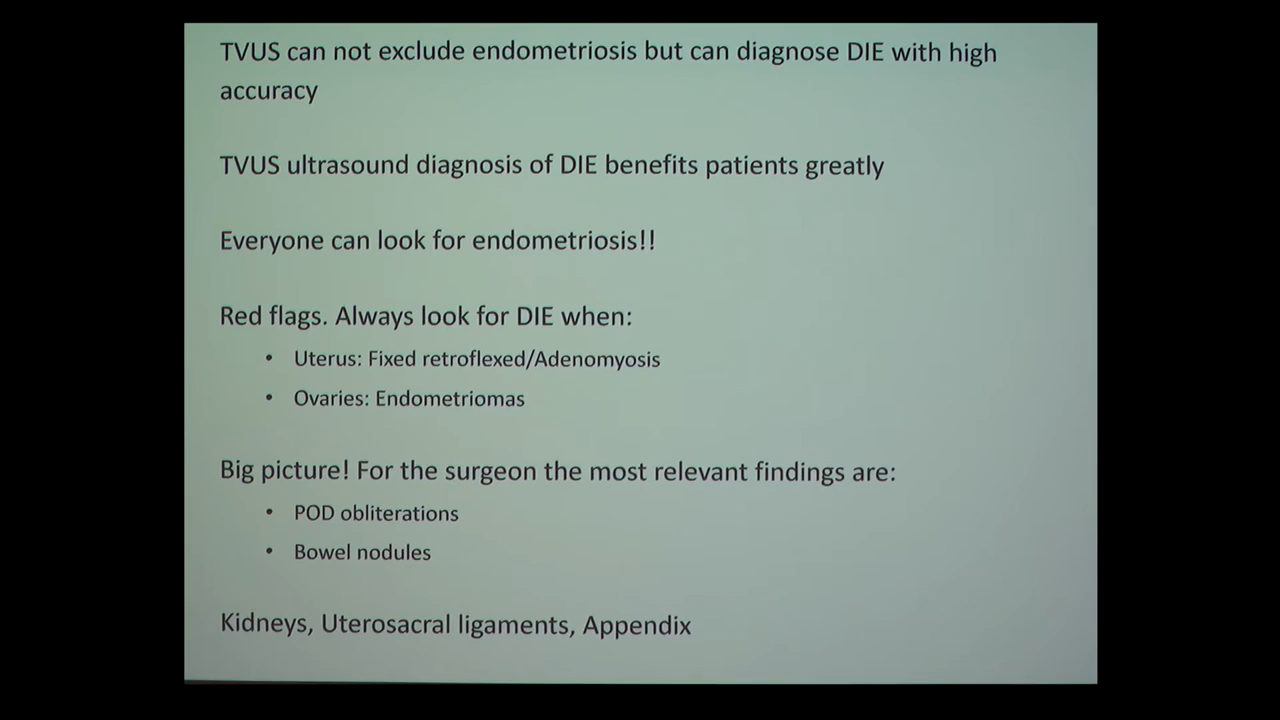 TVUS can not exclude endometriosis but can diagnose DIE with high
accuracy
TVUS ultrasound diagnosis of DIE benefits patients greatly
Everyone can look for endometriosis!!
Red flags. Always look for DIE when:
• Uterus: Fixed retroflexed/Adenomyosis
• Ovaries: Endometriomas
Big picture! For the surgeon the most relevant findings are:
• POD obliterations
• Bowel nodules
Kidneys, Uterosacral ligaments, Appendix